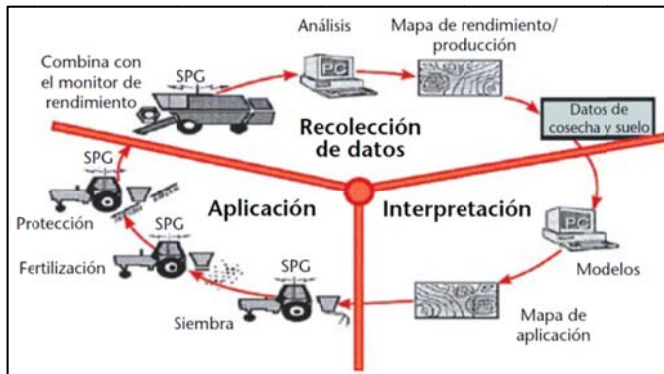 Análisis
Mapa de rendimiento/
producción
Combina con
el monitor de
rendimiento
SPG
PC
Datos de
cosecha y suelo
Recolección
de datos
SPG
Aplicación
Interpretación
Protección
SPG
PC
Modelos
Fertilización
SPG
Siembra
Mapa de
aplicación